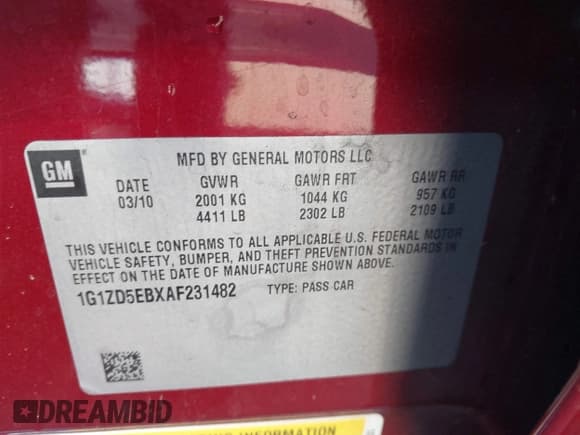 GM
MFD BY GENERAL MOTORS LLC
DATE GVWR GAWR FRT GAWR RR
03/10 2001 KG 1044 KG 957 KG
4411 LB 2302 LB 2109 LB
THIS VEHICLE CONFORMS TO ALL APPLICABLE U.S. FEDERAL MOTOR
VEHICLE SAFETY, BUMPER, AND THEFT PREVENTION STANDARDS IN
EFFECT ON THE DATE OF MANUFACTURE SHOWN ABOVE.
1G1ZD5EBXAF231482 TYPE: PASS CAR
DREAMBID
INFORMATION